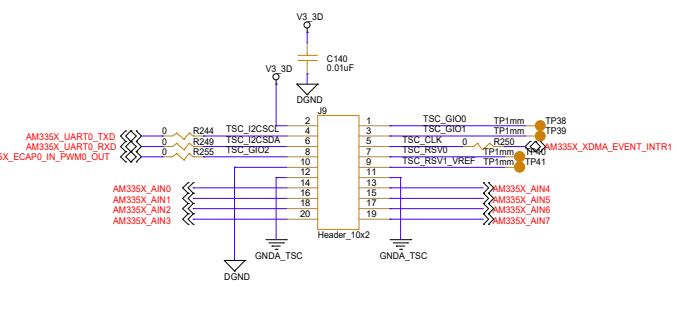 V3_3D
C140
0.01uF
V3_3D
DGND
J9
2 1 TSC_GIO0 TP1mm TP38
AM335X_UART0_TXD 0 R244 TSC_I2CSCL 4 3 TSC_GIO1 TP1mm TP39
AM335X_UART0_RXD 0 R249 TSC_I2CSDA 6 5 TSC_CLK 0 R250 AM335X_XDMA_EVENT_INTR1
5X_ECAP0_IN_PWM0_OUT 0 R255 TSC_GIO2 8 7 TSC_RSV0 TP1mm TP40
10 9 TSC_RSV1_VREF TP1mm TP41
12 11
AM335X_AIN0 14 13 AM335X_AIN4
AM335X_AIN1 16 15 AM335X_AIN5
AM335X_AIN2 18 17 AM335X_AIN6
AM335X_AIN3 20 19 AM335X_AIN7
Header_10x2
GNDA_TSC GNDA_TSC
DGND